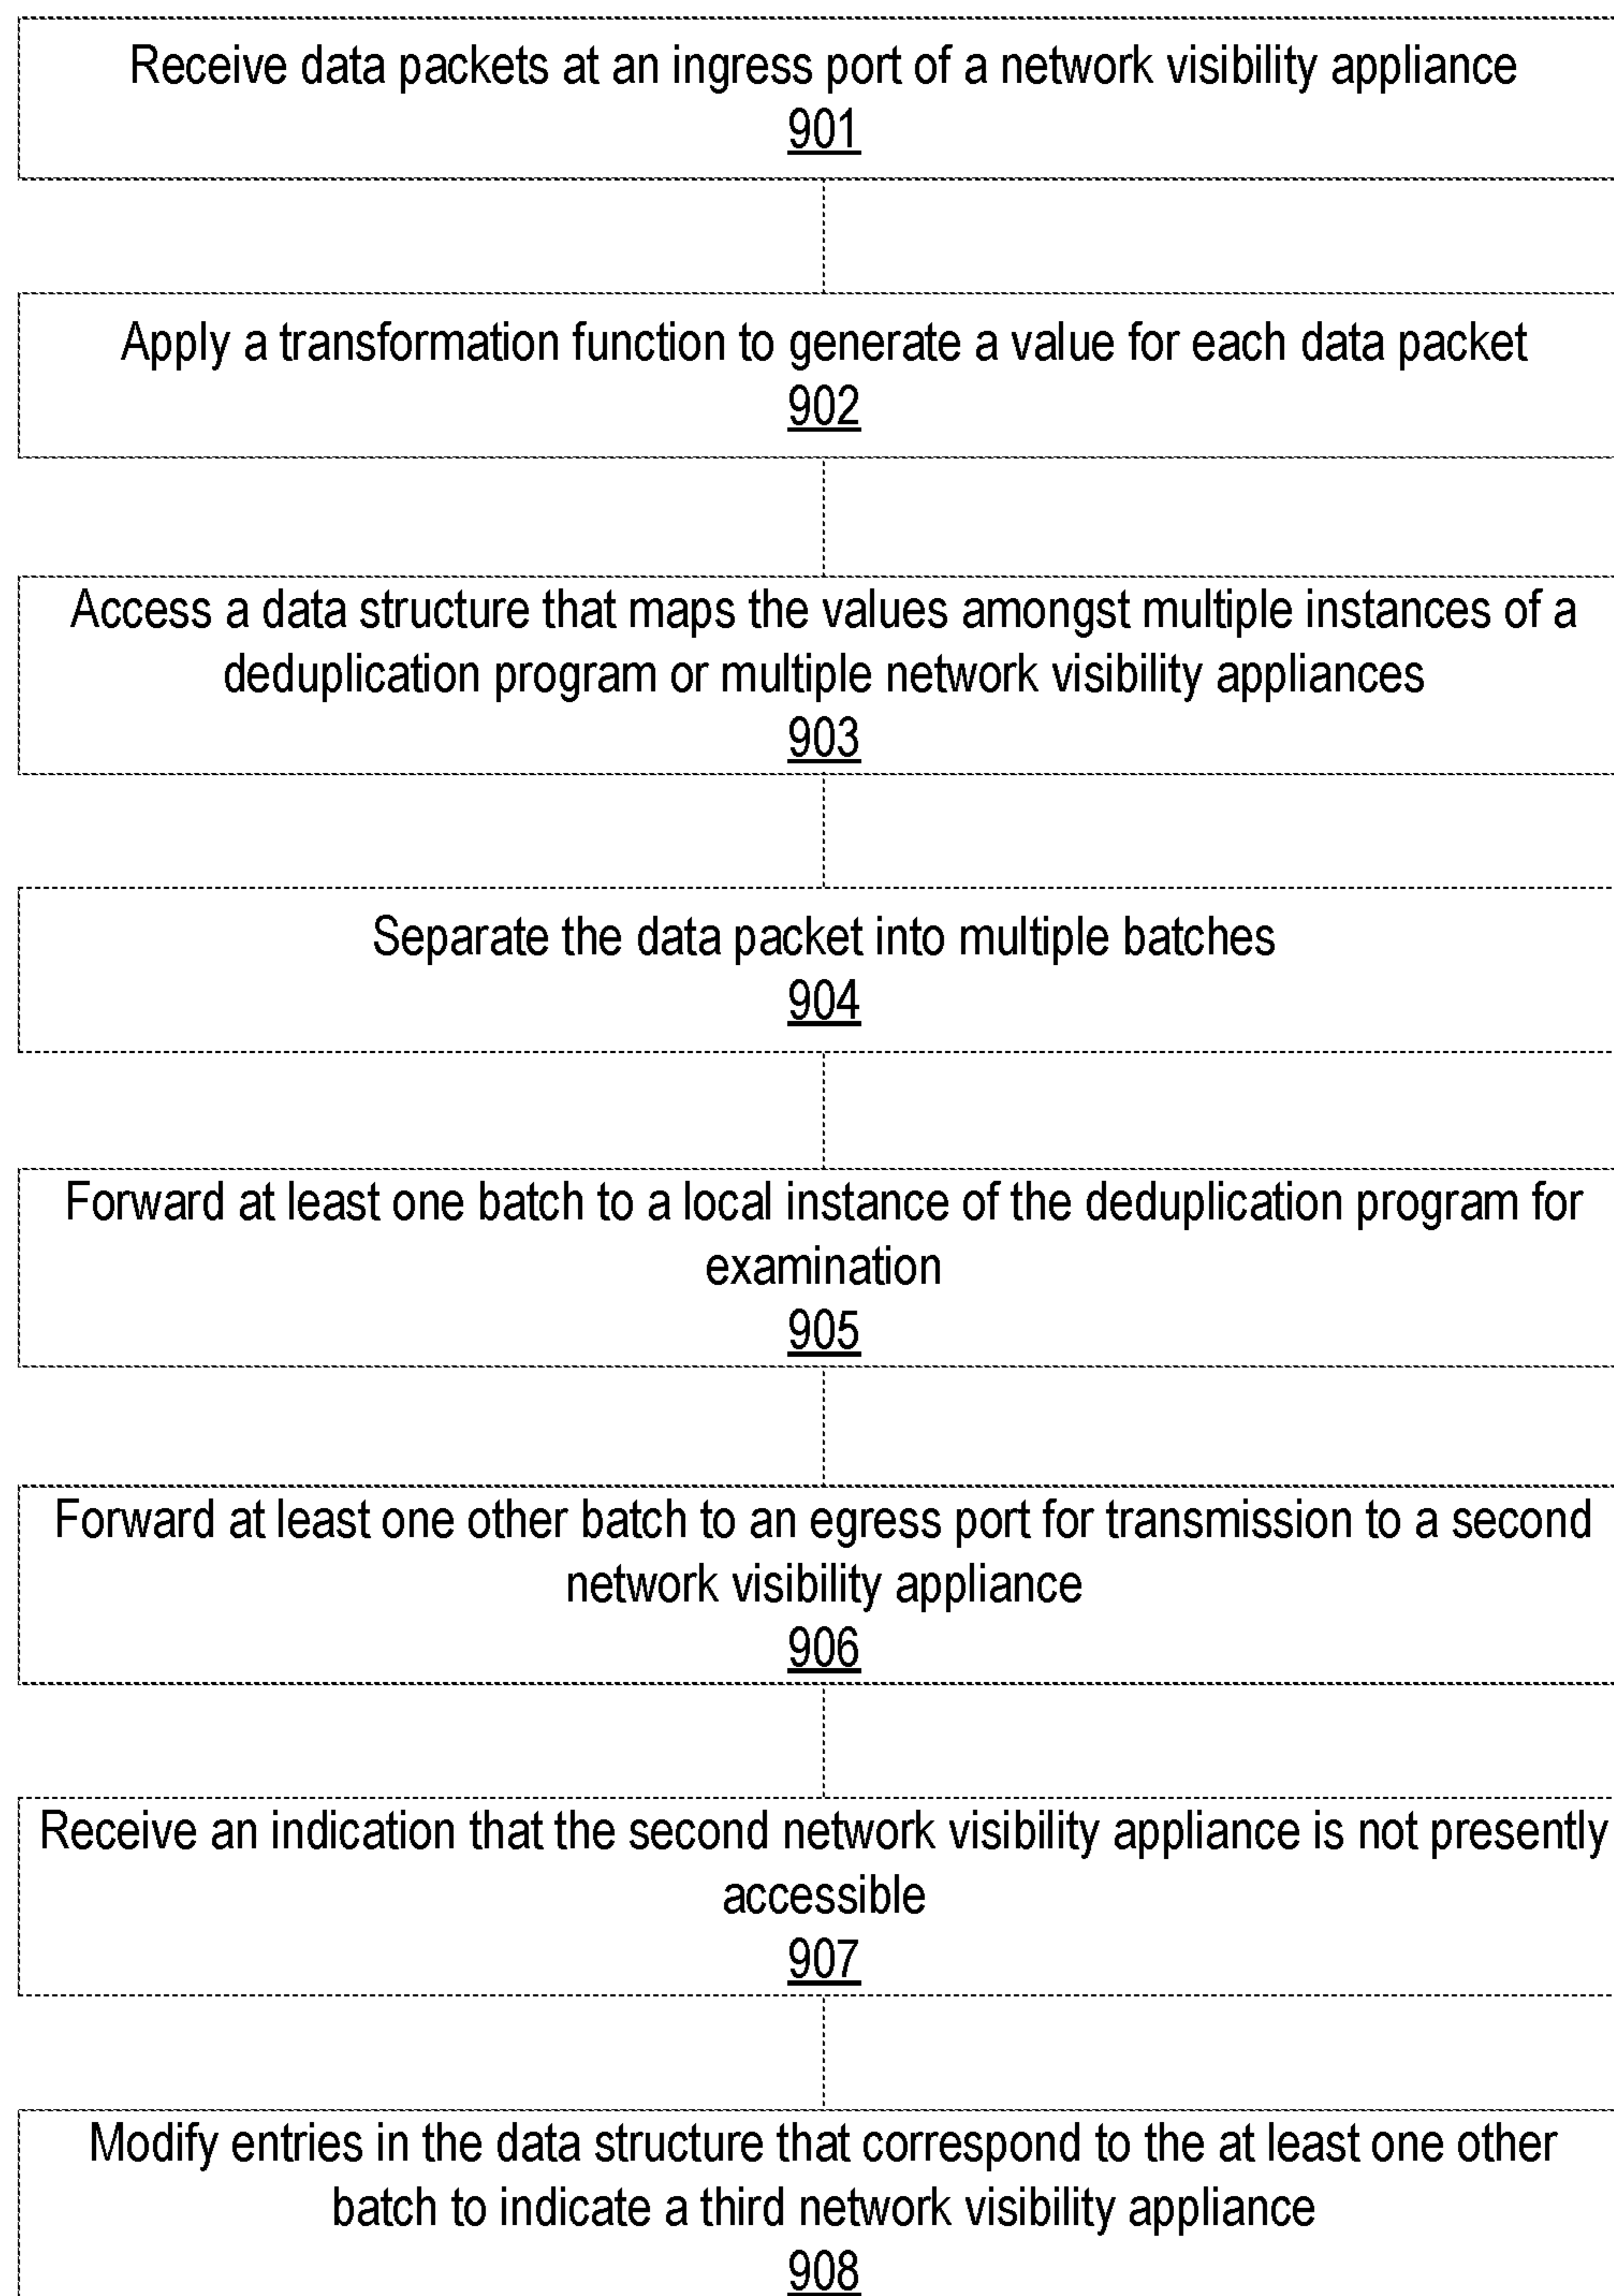 Receive data packets at an ingress port of a network visibility appliance
901
Apply a transformation function to generate a value for each data packet
902
Access a data structure that maps the values amongst multiple instances of a
deduplication program or multiple network visibility appliances
903
Separate the data packet into multiple batches
904
Forward at least one batch to a local instance of the deduplication program for
examination
905
Forward at least one other batch to an egress port for transmission to a second
network visibility appliance
906
Receive an indication that the second network visibility appliance is not presently
accessible
907
Modify entries in the data structure that correspond to the at least one other
batch to indicate a third network visibility appliance
908